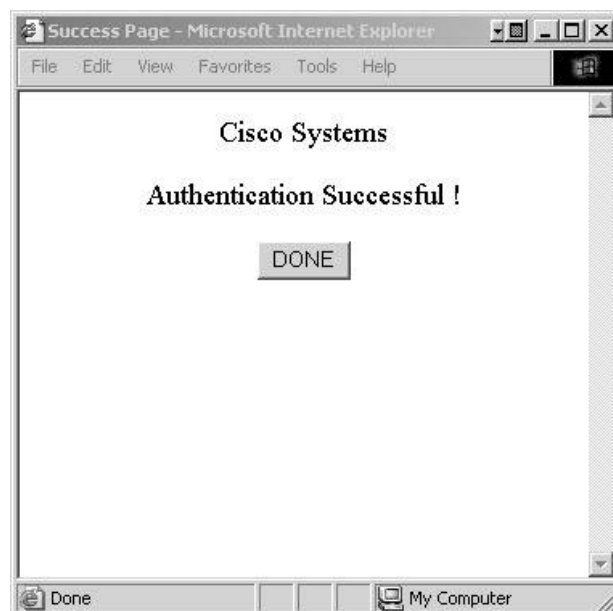 Success Page - Microsoft Internet Explorer
File Edit View Favorites Tools Help
Cisco Systems
Authentication Successful !
DONE
Done My Computer